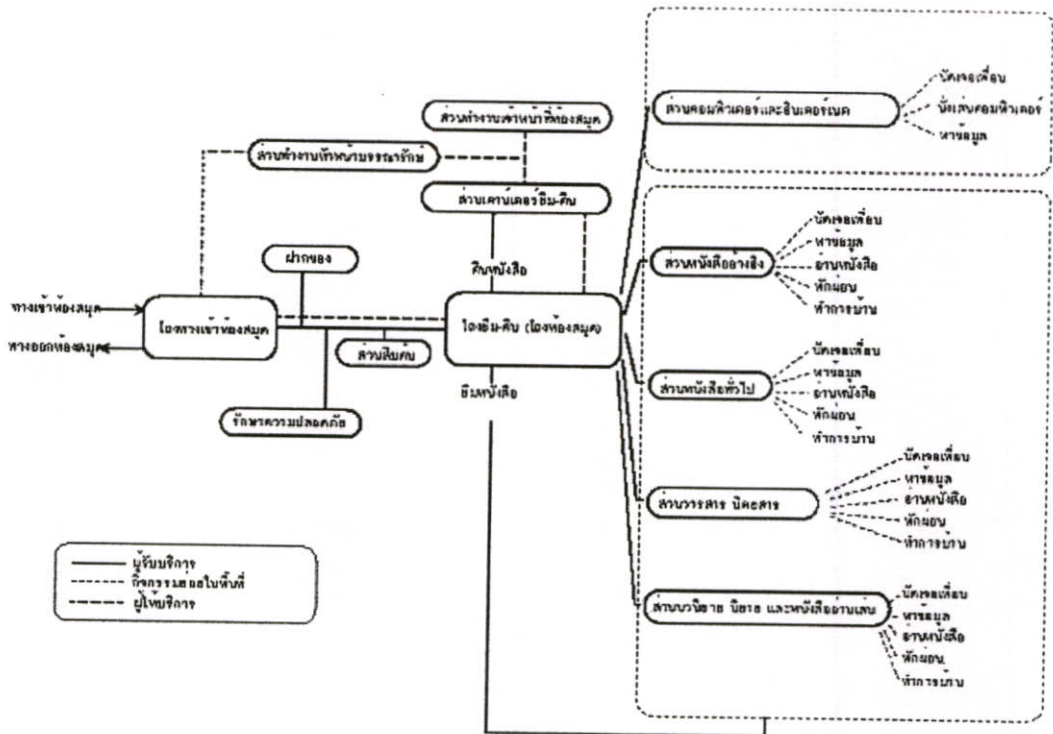 นัดเจอเพื่อน
ส่วนคอมพิวเตอร์และอินเตอร์เนต
นั่งเล่นคอมพิวเตอร์
หาข้อมูล
ส่วนทำงานเจ้าหน้าที่ห้องสมุด
ส่วนทำงานหัวหน้าบรรณารักษ์
ส่วนเคาน์เตอร์ยืม-คืน
ฝากของ
คืนหนังสือ
ทางเข้าห้องสมุด
ทางออกห้องสมุด
โถงทางเข้าห้องสมุด
โถงยืม-คืน (โถงห้องสมุด)
ส่วนสืบค้น
ยืมหนังสือ
รักษาความปลอดภัย
ส่วนหนังสืออ้างอิง
นัดเจอเพื่อน
หาข้อมูล
อ่านหนังสือ
พักผ่อน
ทำการบ้าน
ส่วนหนังสือทั่วไป
นัดเจอเพื่อน
หาข้อมูล
อ่านหนังสือ
พักผ่อน
ทำการบ้าน
ส่วนวารสาร นิตยสาร
นัดเจอเพื่อน
หาข้อมูล
อ่านหนังสือ
พักผ่อน
ทำการบ้าน
ส่วนนวนิยาย นิยาย และหนังสืออ่านเล่น
นัดเจอเพื่อน
หาข้อมูล
อ่านหนังสือ
พักผ่อน
ทำการบ้าน
ผู้รับบริการ
กิจกรรมย่อยในพื้นที่
ผู้ให้บริการ